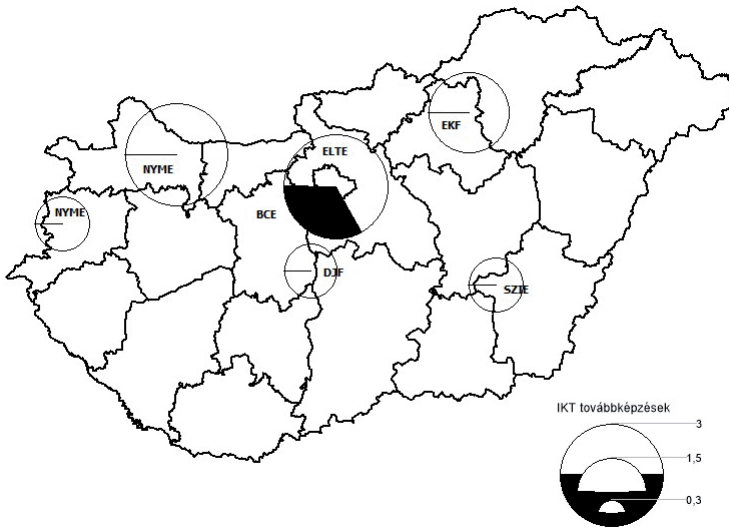 EKF
ELTE
NYME
NYME
BCE
DJF
SZIE
IKT továbbképzések
3
1,5
0,3